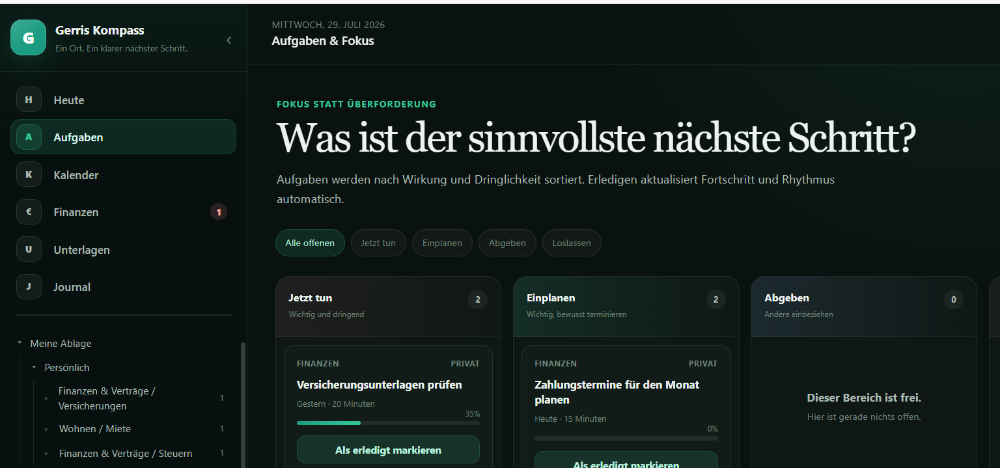 G
Gerris Kompass
Ein Ort. Ein klarer nächster Schritt.
‹
H Heute
A Aufgaben
K Kalender
€ Finanzen 1
U Unterlagen
J Journal
Meine Ablage
Persönlich
Finanzen & Verträge /
Versicherungen 1
Wohnen / Miete 1
Finanzen & Verträge / Steuern 1
MITTWOCH, 29. JULI 2026
Aufgaben & Fokus
FOKUS STATT ÜBERFORDERUNG
Was ist der sinnvollste nächste Schritt?
Aufgaben werden nach Wirkung und Dringlichkeit sortiert. Erledigen aktualisiert Fortschritt und Rhythmus
automatisch.
Alle offenen Jetzt tun Einplanen Abgeben Loslassen
Jetzt tun 2
Wichtig und dringend
FINANZEN PRIVAT
Versicherungsunterlagen prüfen
Gestern · 20 Minuten
35%
Als erledigt markieren
Einplanen 2
Wichtig, bewusst terminieren
FINANZEN PRIVAT
Zahlungstermine für den Monat
planen
Heute · 15 Minuten
0%
Als erledigt markieren
Abgeben 0
Andere einbeziehen
Dieser Bereich ist frei.
Hier ist gerade nichts offen.